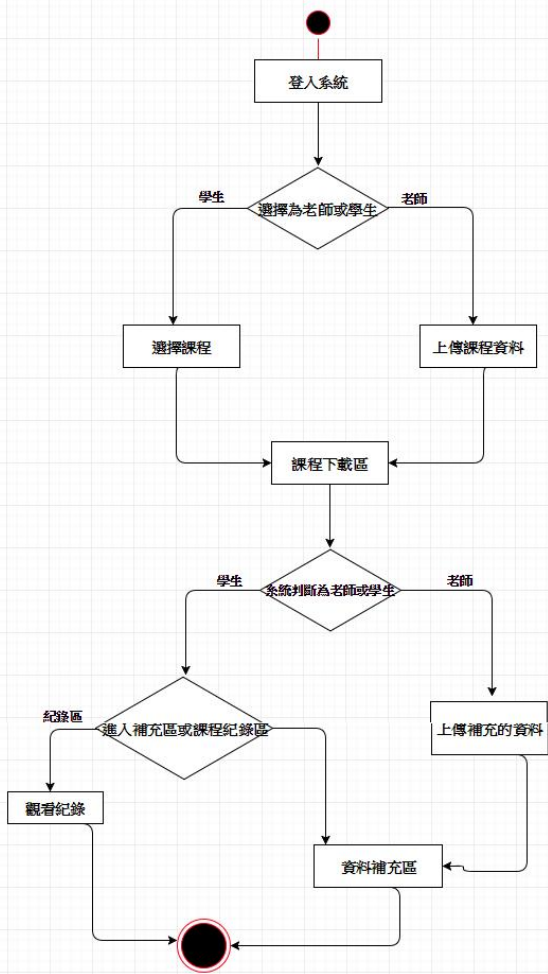 登入系統
學生
老師
選擇為老師或學生
選擇課程
上傳課程資料
課程下載區
學生
老師
系統判斷為老師或學生
紀錄區
進入補充區或課程紀錄區
上傳補充的資料
觀看紀錄
資料補充區